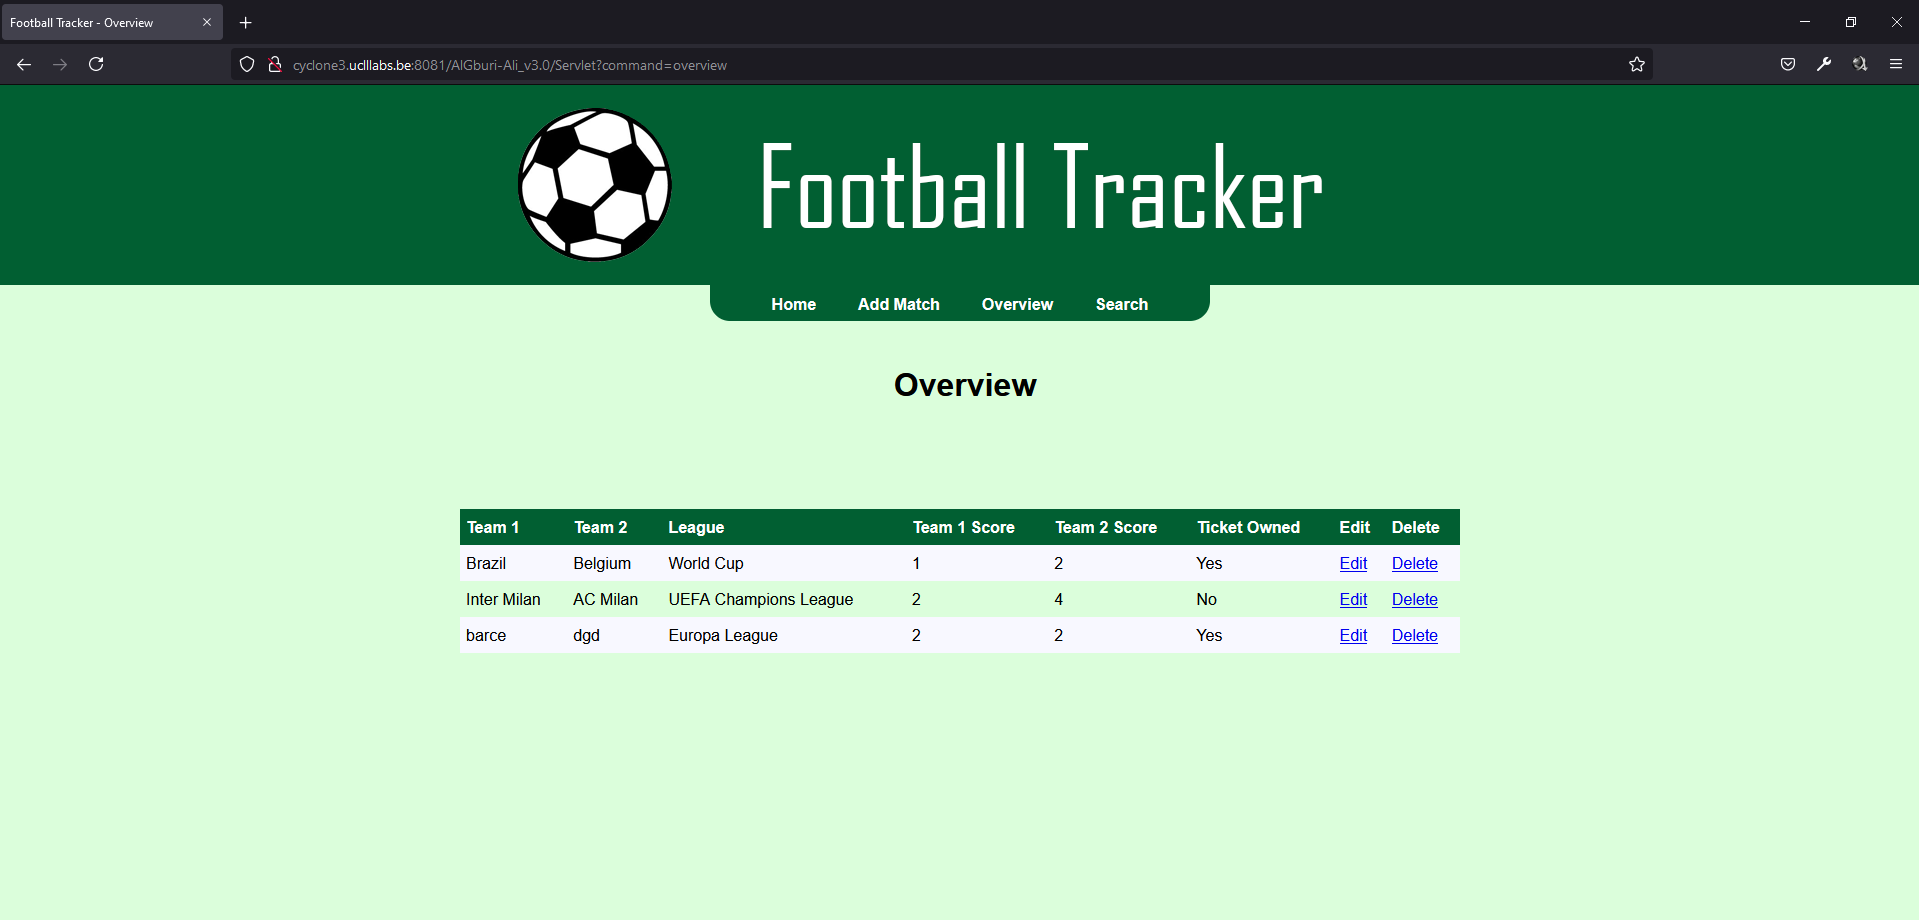 Football Tracker - Overview
cyclone3.ucllabs.be:8081/AlGburi-Ali_v3.0/Servlet?command=overview
Football Tracker
Home Add Match Overview Search
Overview
Team 1 Team 2 League Team 1 Score Team 2 Score Ticket Owned Edit Delete
Brazil Belgium World Cup 1 2 Yes Edit Delete
Inter Milan AC Milan UEFA Champions League 2 4 No Edit Delete
barce dgd Europa League 2 2 Yes Edit Delete